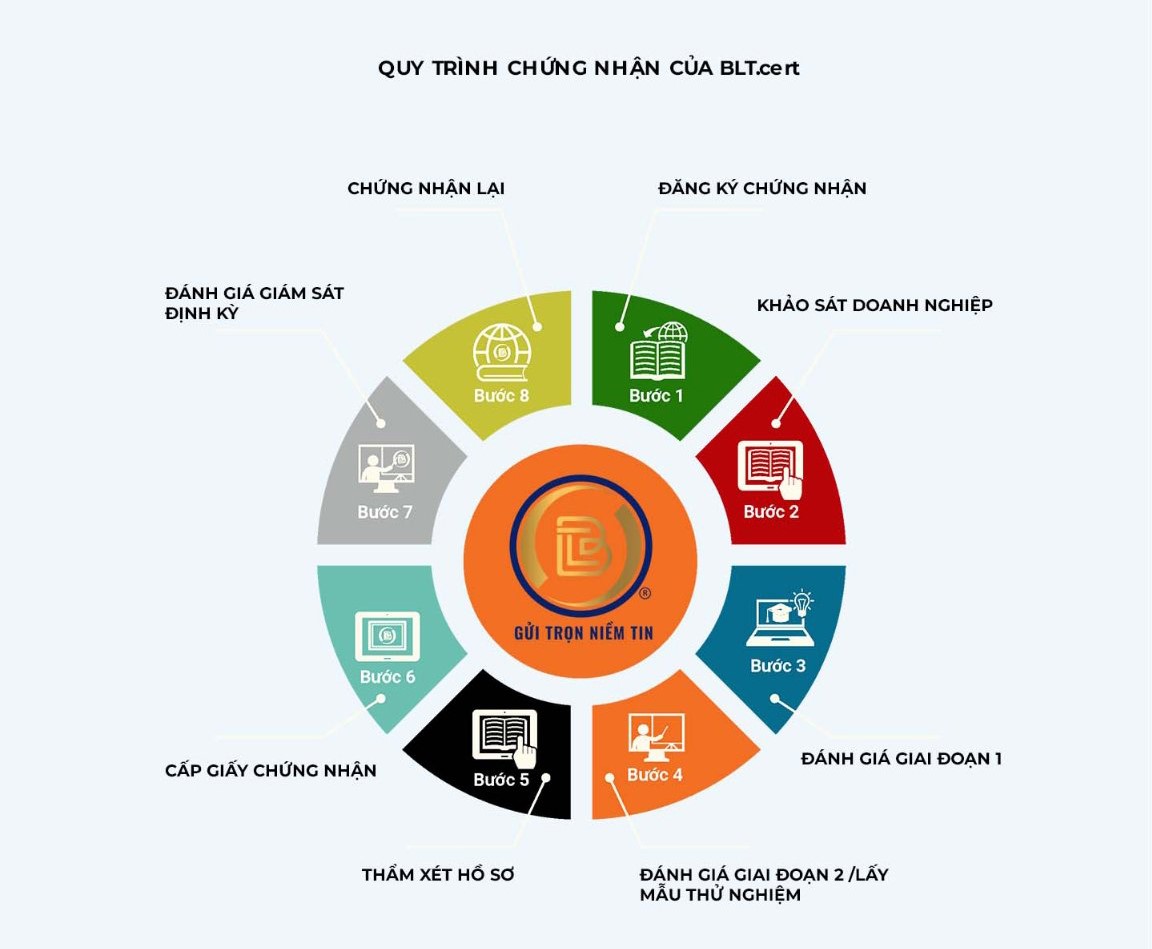 QUY TRÌNH CHỨNG NHẬN CỦA BLT.cert
CHỨNG NHẬN LẠI
ĐĂNG KÝ CHỨNG NHẬN
ĐÁNH GIÁ GIÁM SÁT
ĐỊNH KỲ
KHẢO SÁT DOANH NGHIỆP
Bước 8
Bước 1
Bước 7
Bước 2
®
GỬI TRỌN NIỀM TIN
Bước 6
Bước 3
Bước 5
Bước 4
CẤP GIẤY CHỨNG NHẬN
ĐÁNH GIÁ GIAI ĐOẠN 1
THẨM XÉT HỒ SƠ
ĐÁNH GIÁ GIAI ĐOẠN 2 /LẤY
MẪU THỬ NGHIỆM